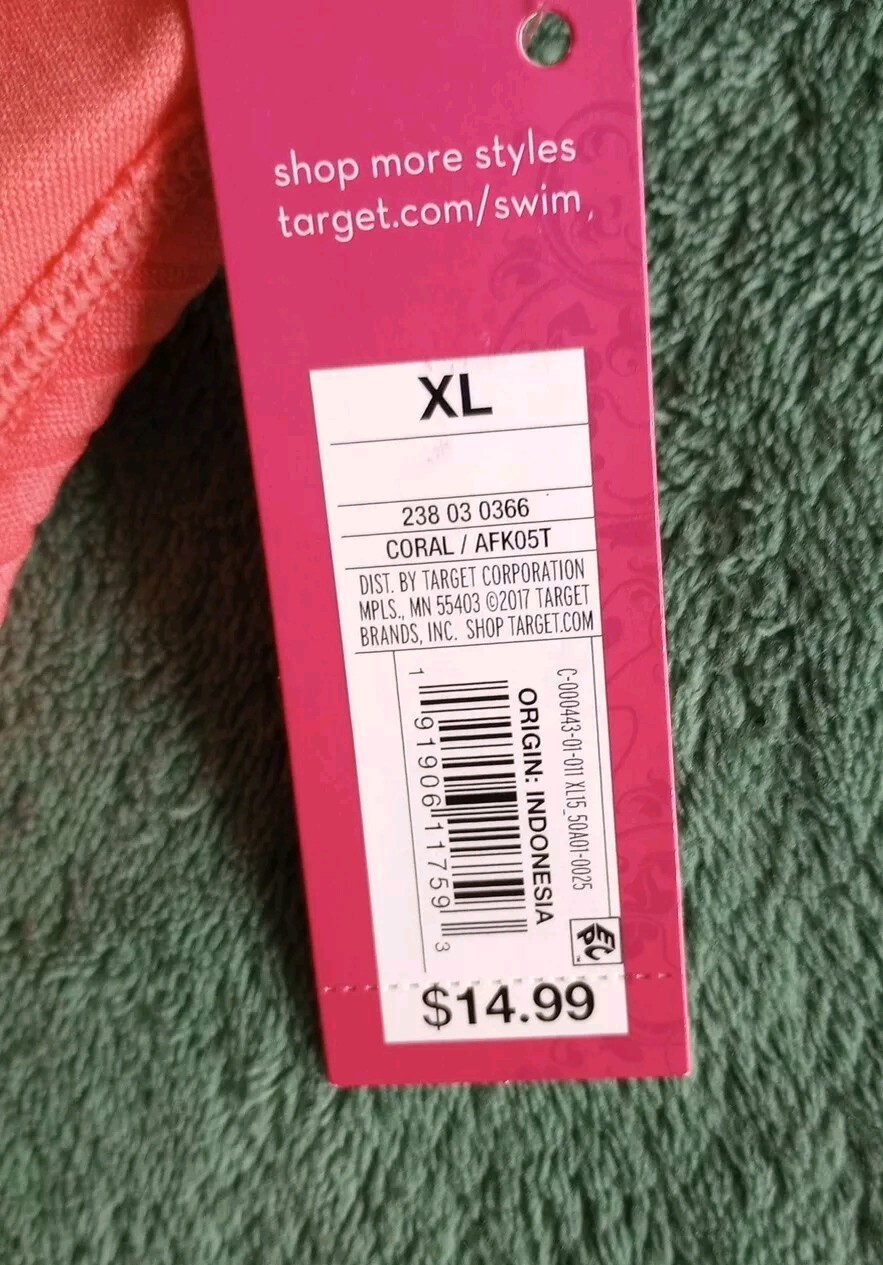 shop more styles
target.com/swim
XL
238 03 0366
CORAL / AFK05T
DIST. BY TARGET CORPORATION
MPLS., MN 55403 ©2017 TARGET
BRANDS, INC. SHOP TARGET.COM
C-000443-01-011 XL15_50A01-0025
ORIGIN: INDONESIA
1 91906 11759 3
EPC
$14.99